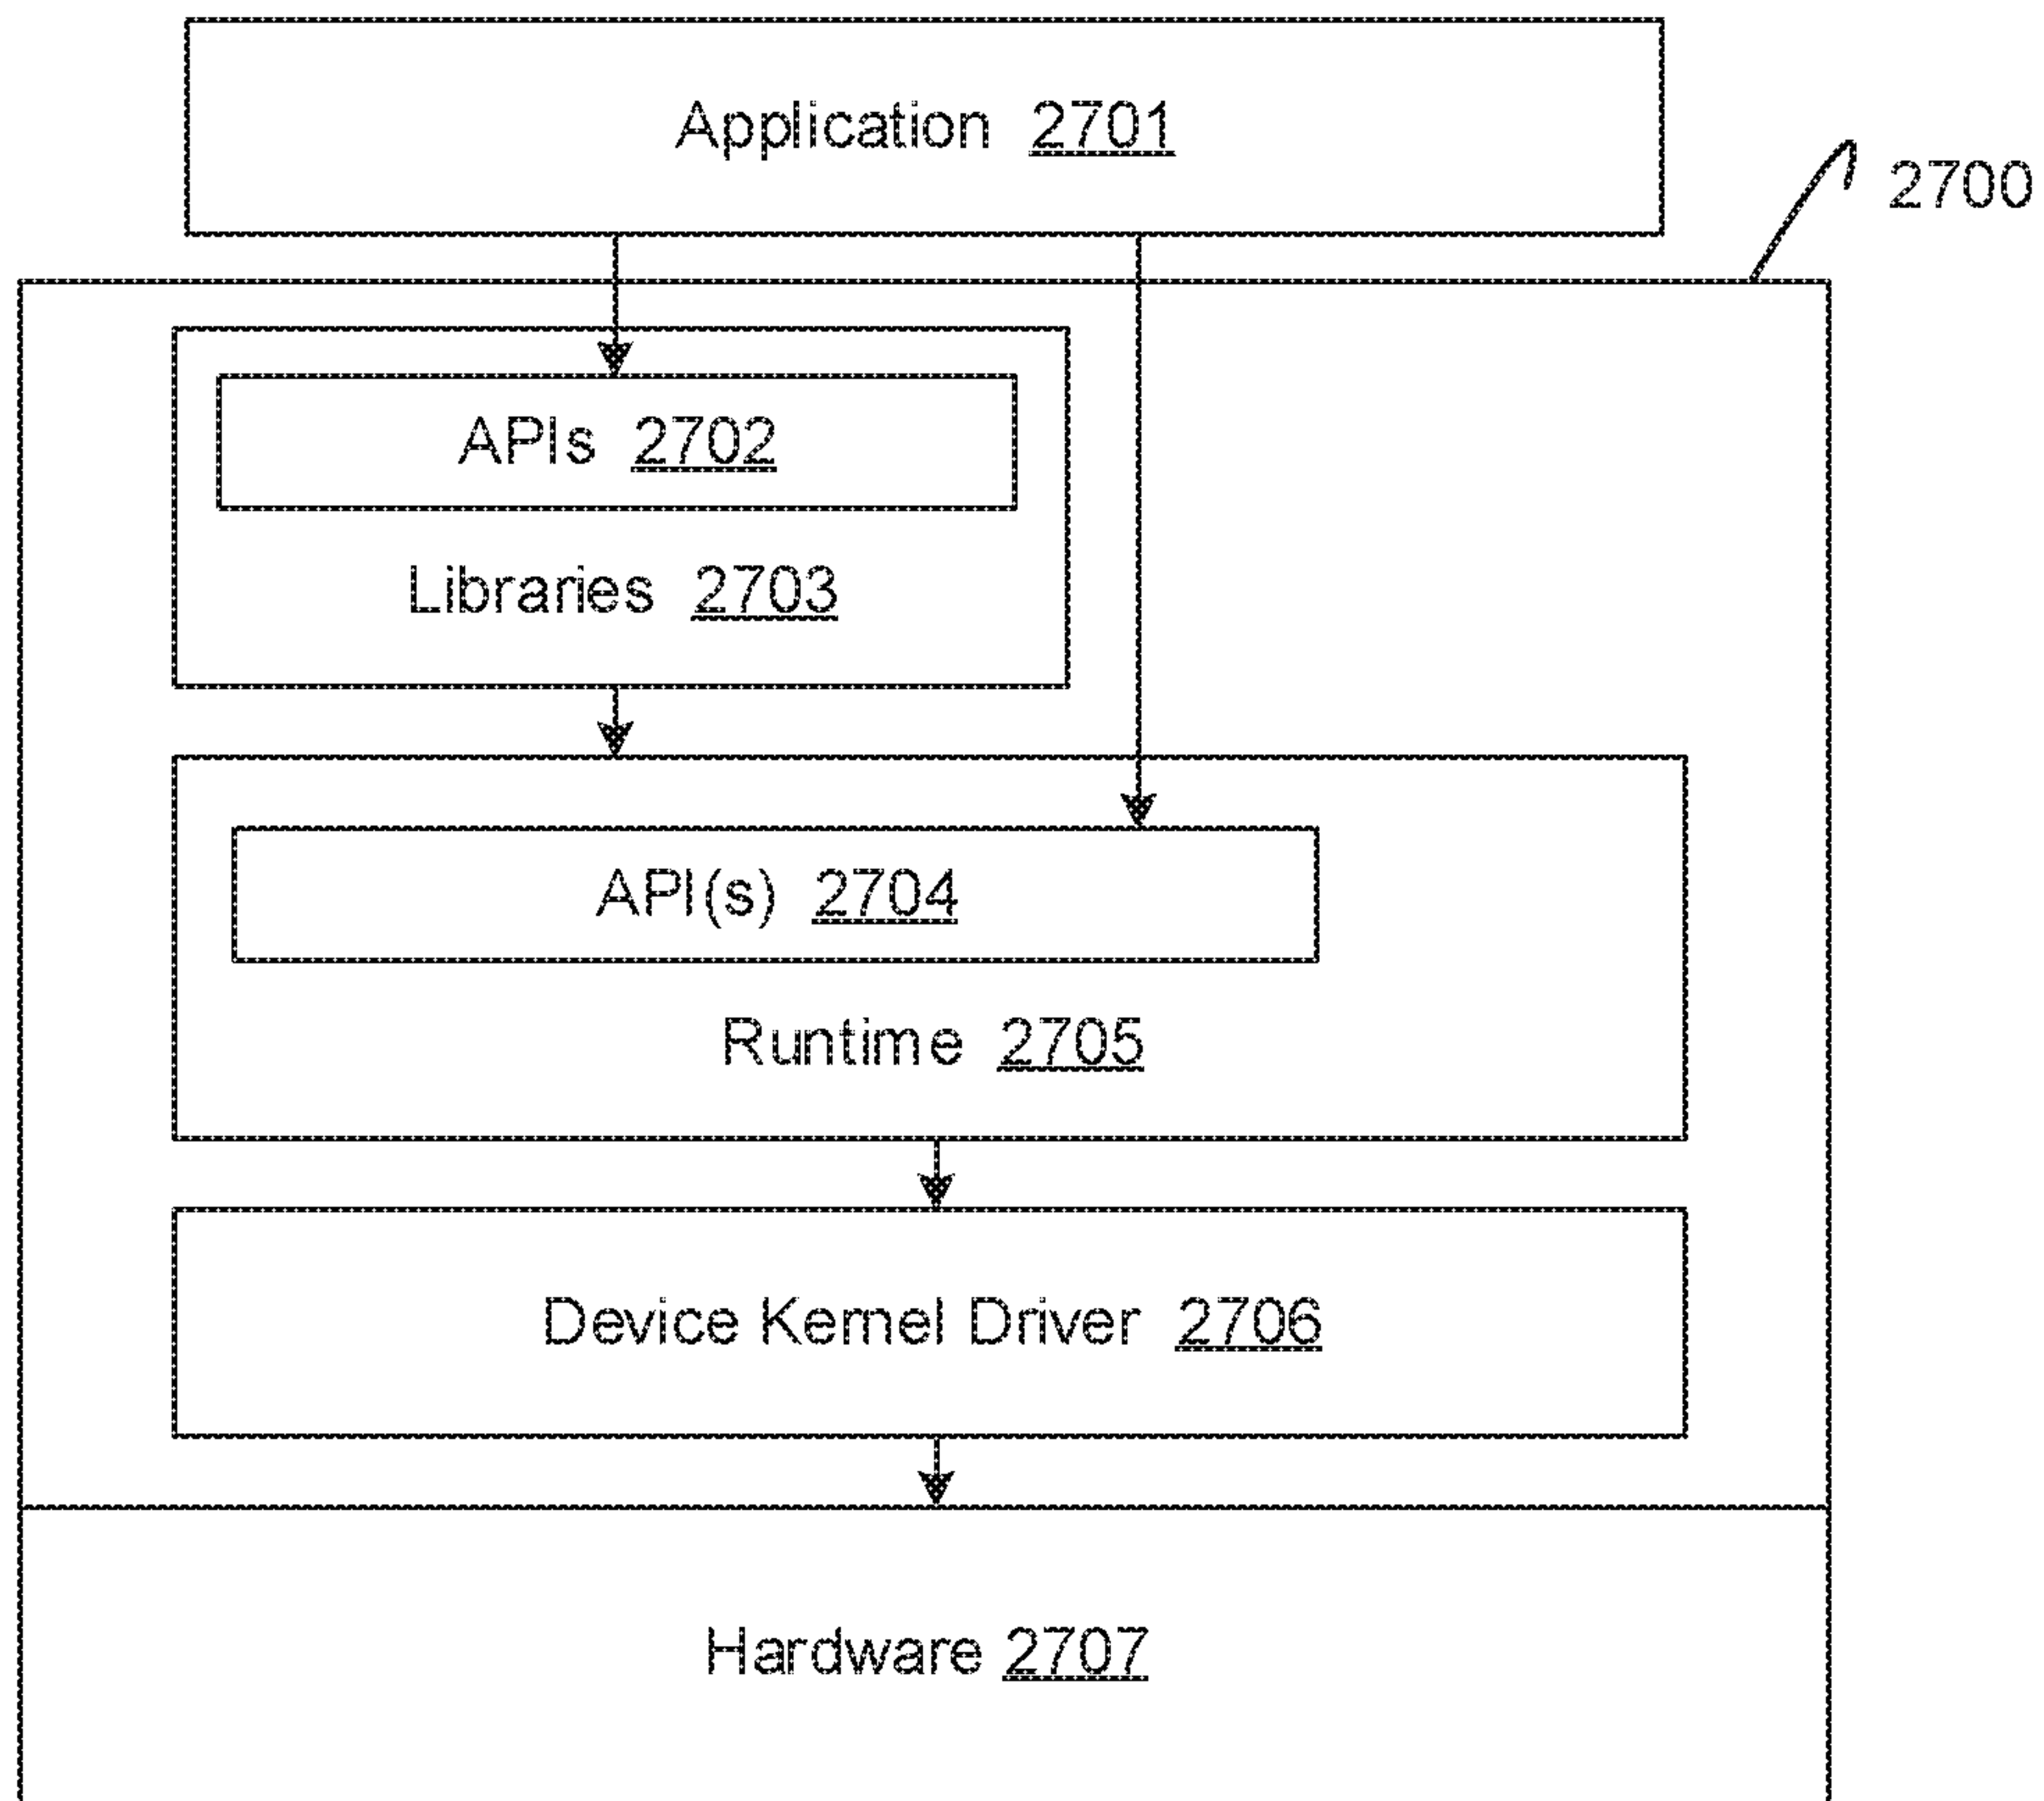 Application 2701
2700
APIs 2702
Libraries 2703
API(s) 2704
Runtime 2705
Device Kernel Driver 2706
Hardware 2707